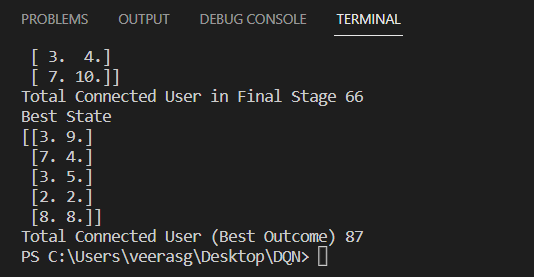 PROBLEMS OUTPUT DEBUG CONSOLE TERMINAL
[ 3.  4.]
[ 7. 10.]]
Total Connected User in Final Stage 66
Best State
[[3. 9.]
[7. 4.]
[3. 5.]
[2. 2.]
[8. 8.]]
Total Connected User (Best Outcome) 87
PS C:\Users\veerasg\Desktop\DQN>